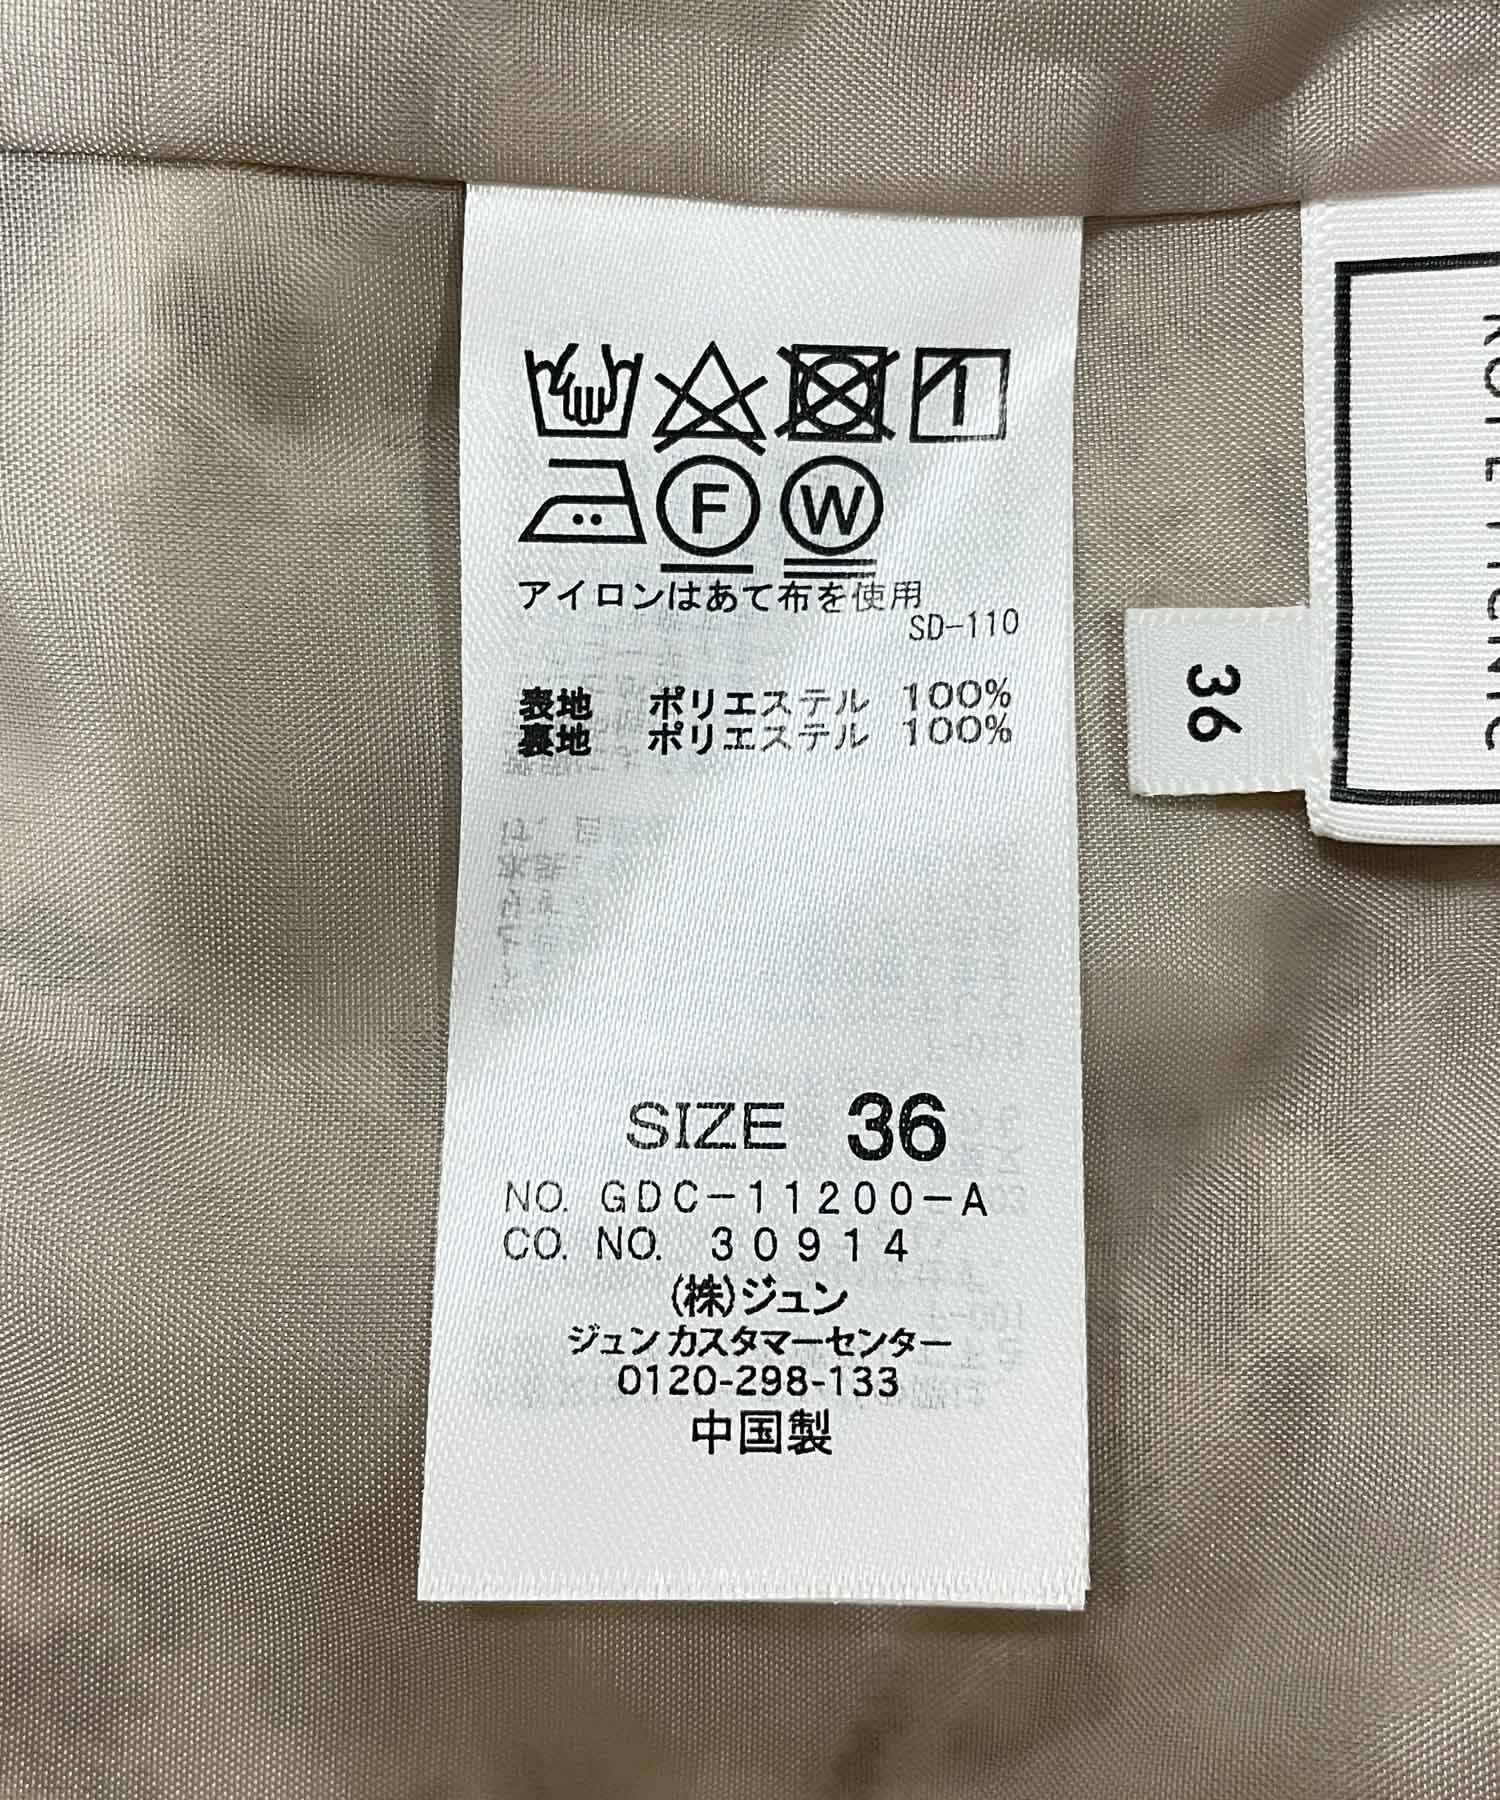 F W
アイロンはあて布を使用
SD-110
表地 ポリエステル 100%
裏地 ポリエステル 100%
SIZE 36
NO. GDC-11200-A
CO. NO. 30914
(株)ジュン
ジュンカスタマーセンター
0120-298-133
中国製
36